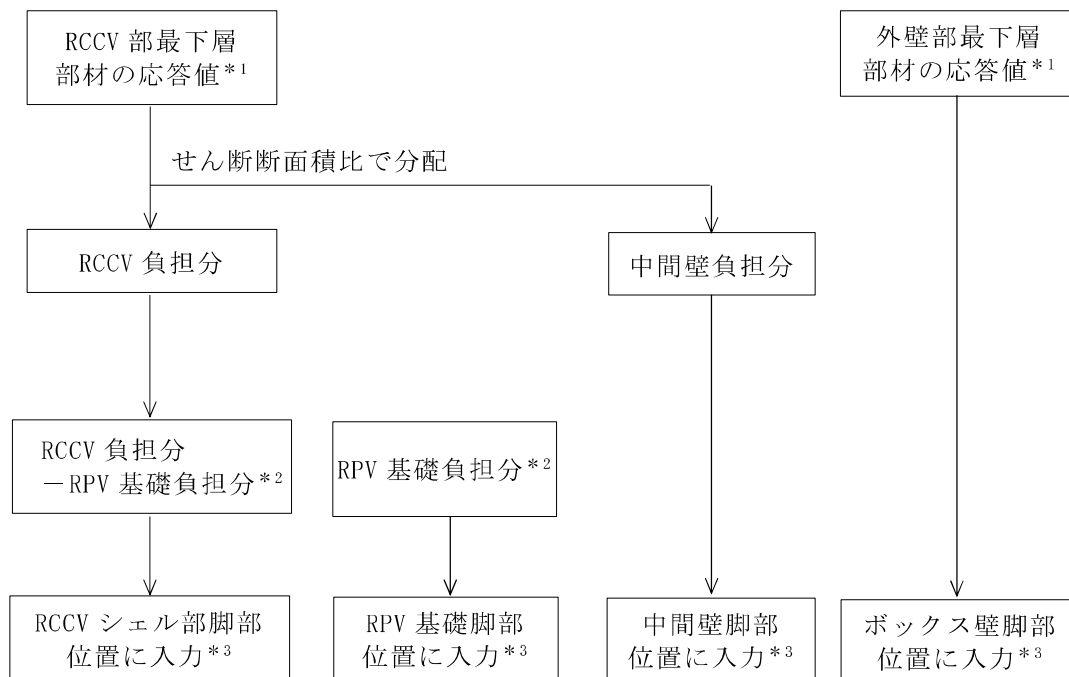 RCCV 部最下層
部材の応答値*1
外壁部最下層
部材の応答値*1
せん断断面積比で分配
RCCV 負担分
中間壁負担分
RCCV 負担分
－RPV 基礎負担分*2
RPV 基礎負担分*2
RCCV シェル部脚部
位置に入力*3
RPV 基礎脚部
位置に入力*3
中間壁脚部
位置に入力*3
ボックス壁脚部
位置に入力*3